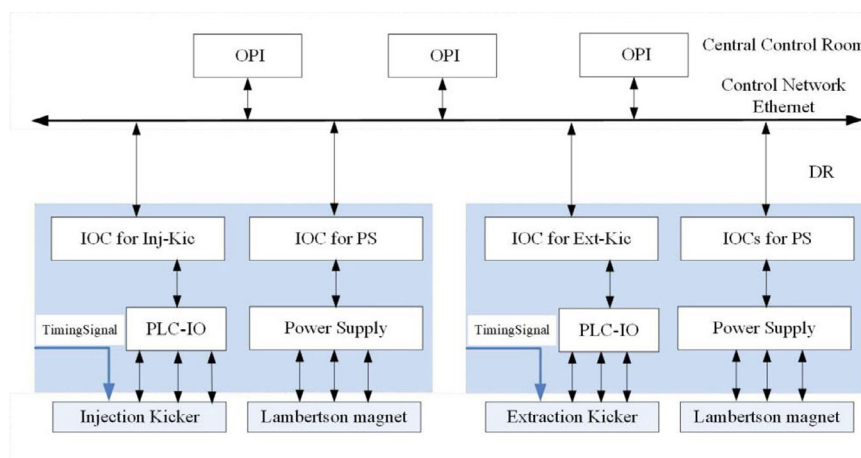 OPI
OPI
OPI
Central Control Room
Control Network
Ethernet
DR
IOC for Inj-Kic
IOC for PS
IOC for Ext-Kic
IOCs for PS
TimingSignal
PLC-IO
Power Supply
TimingSignal
PLC-IO
Power Supply
Injection Kicker
Lambertson magnet
Extraction Kicker
Lambertson magnet